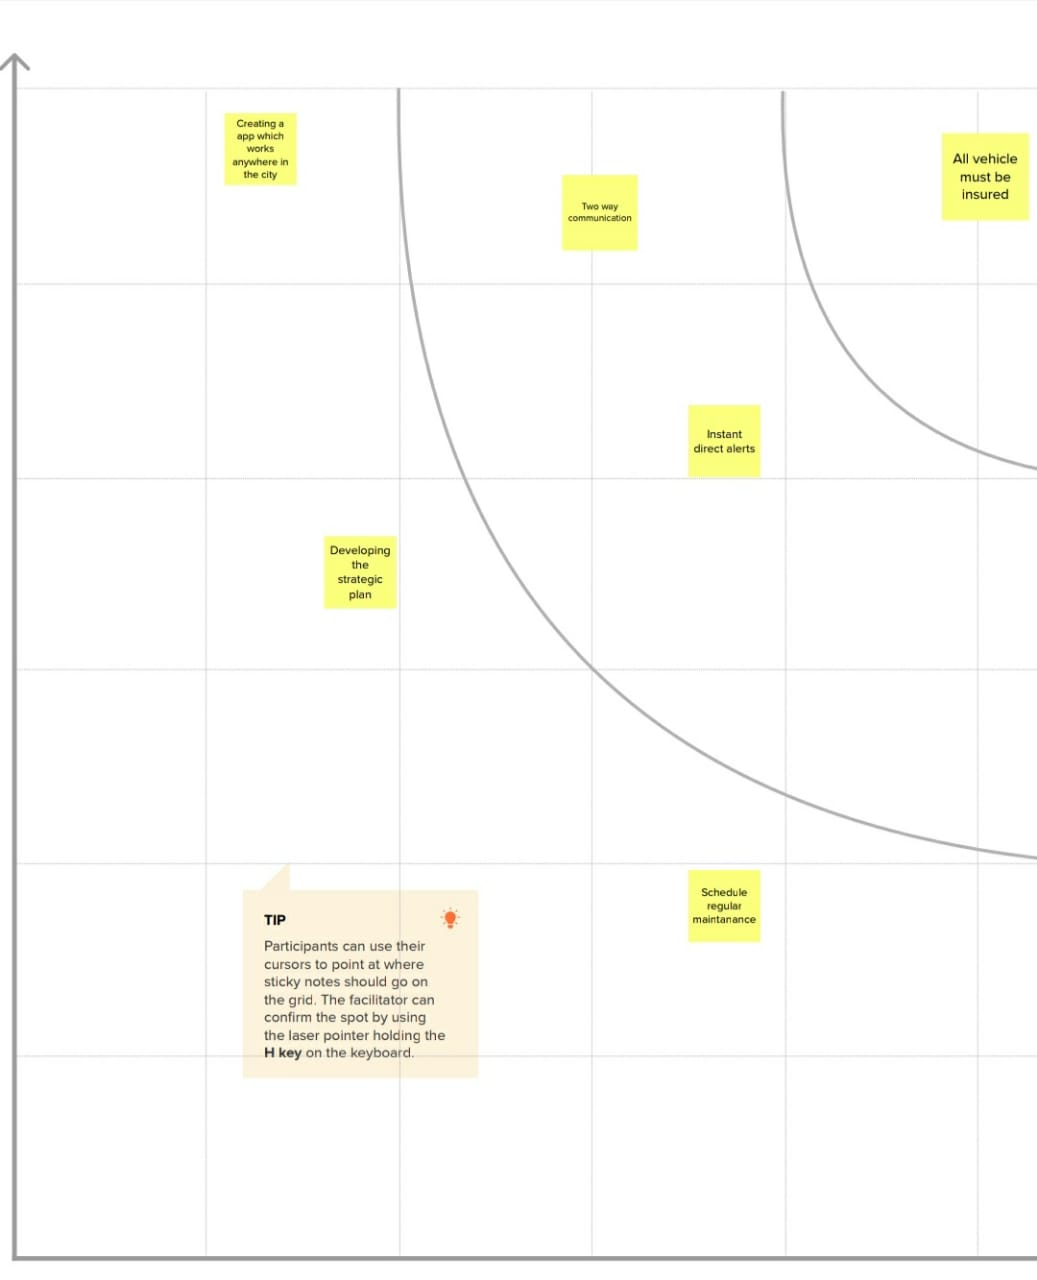 Creating a
app which
works
anywhere in
the city
All vehicle
must be
insured
Two way
communication
Instant
direct alerts
Developing
the
strategic
plan
Schedule
regular
maintanance
TIP
Participants can use their
cursors to point at where
sticky notes should go on
the grid. The facilitator can
confirm the spot by using
the laser pointer holding the
H key on the keyboard.